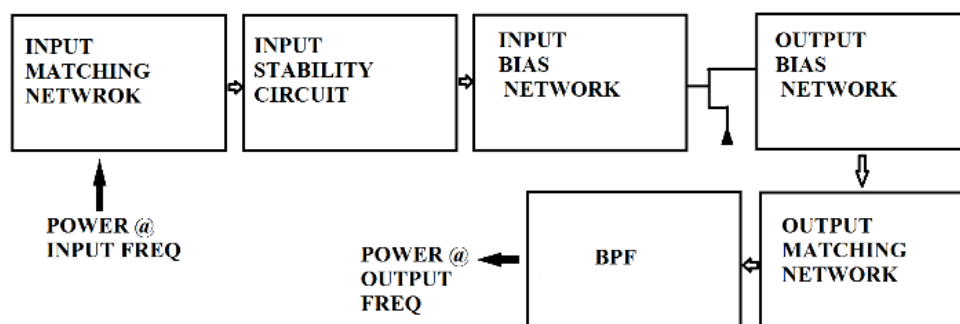 INPUT
MATCHING
NETWROK
INPUT
STABILITY
CIRCUIT
INPUT
BIAS
NETWORK
OUTPUT
BIAS
NETWORK
POWER @
INPUT FREQ
POWER @
OUTPUT
FREQ
BPF
OUTPUT
MATCHING
NETWORK